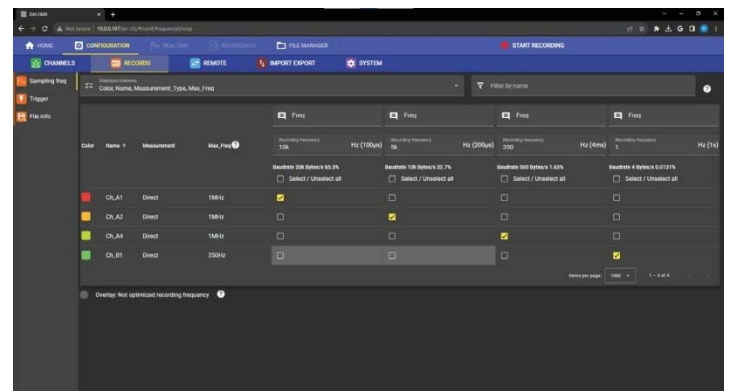 DAS1800
Not secure
HOME CONFIGURATION REALTIME RECORDINGS FILE MANAGER START RECORDING
CHANNELS RECORDS REMOTE IMPORT EXPORT SYSTEM
Sampling freq
Trigger
File info
Displayed columns
Color, Name, Measurement_Type, Max_Freq
Filter by name
Freq Freq Freq Freq
Color Name ↑ Measurement Max_Freq
Recording frequency Recording frequency Recording frequency Recording frequency
10k Hz (100µs) 5k Hz (200µs) 250 Hz (4ms) 1 Hz (1s)
Baudrate 20k Bytes/s 65.3% Baudrate 10k Bytes/s 32.7% Baudrate 500 Bytes/s 1.63% Baudrate 4 Bytes/s 0.0131%
Select / Unselect all Select / Unselect all Select / Unselect all Select / Unselect all
Ch_A1 Direct 1MHz
Ch_A2 Direct 1MHz
Ch_A4 Direct 1MHz
Ch_B1 Direct 250Hz
Items per page: 1000 1 – 4 of 4
Overlay: Not optimized recording frequency